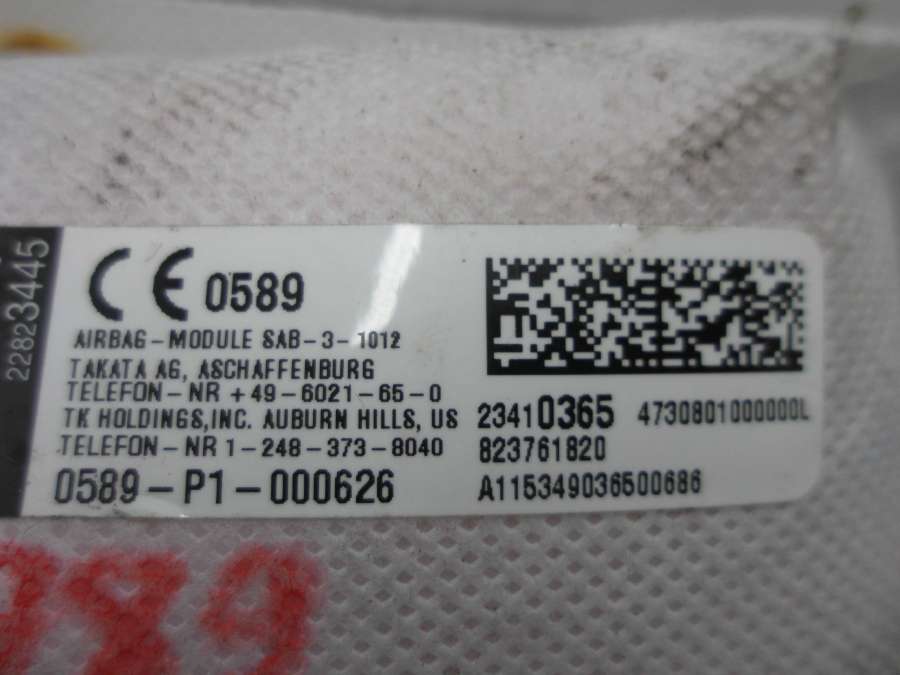 22823445
CE 0589
AIRBAG-MODULE SAB-3-1012
TAKATA AG, ASCHAFFENBURG
TELEFON-NR +49-6021-65-0
TK HOLDINGS,INC. AUBURN HILLS, US
TELEFON-NR 1-248-373-8040
0589-P1-000626
23410365 4730801000000L
823761820
A115349036500686